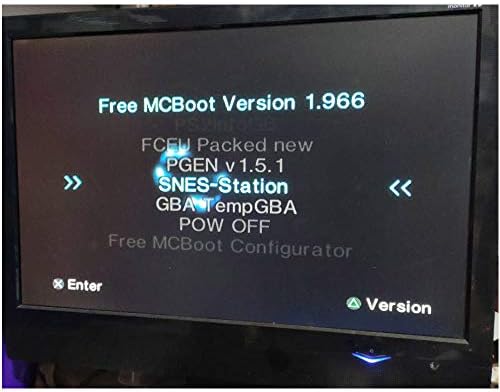 monitor
Free MCBoot Version 1.966
FCEU Packed new
PGEN v1.5.1
SNES-Station
GBA TempGBA
POW OFF
Free MCBoot Configurator
Enter
Version